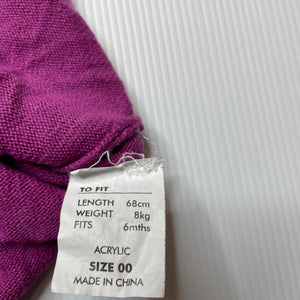 TO FIT
LENGTH 68cm
WEIGHT 8kg
FITS 6mths
ACRYLIC
SIZE 00
MADE IN CHINA